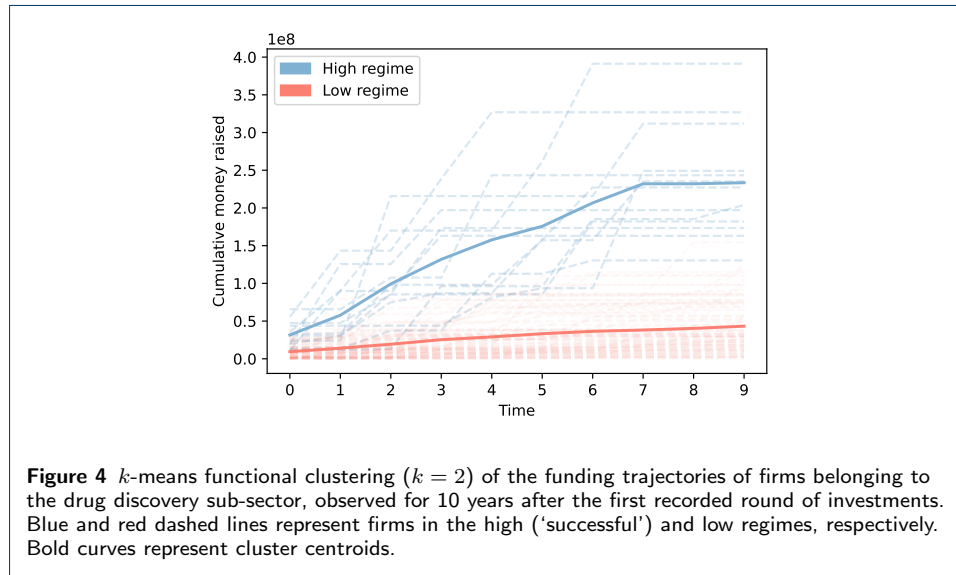 1e8
4.0
3.5
3.0
2.5
2.0
1.5
1.0
0.5
0.0
Cumulative money raised
High regime
Low regime
0 1 2 3 4 5 6 7 8 9
Time
Figure 4 k-means functional clustering (k = 2) of the funding trajectories of firms belonging to
the drug discovery sub-sector, observed for 10 years after the first recorded round of investments.
Blue and red dashed lines represent firms in the high (‘successful’) and low regimes, respectively.
Bold curves represent cluster centroids.